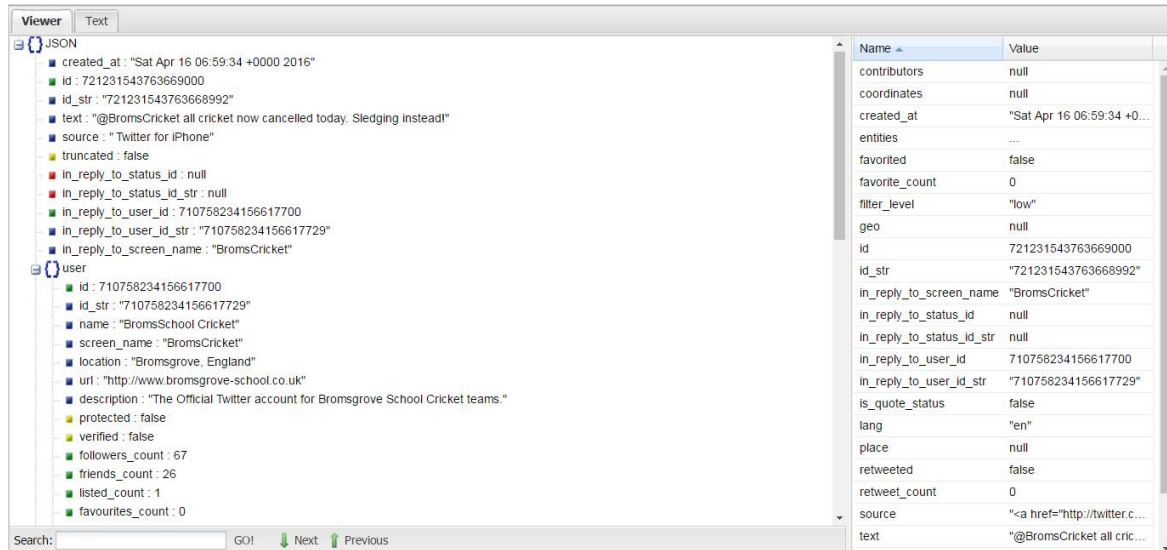 Viewer Text
JSON
created_at : "Sat Apr 16 06:59:34 +0000 2016"
id : 721231543763669000
id_str : "721231543763668992"
text : "@BromsCricket all cricket now cancelled today. Sledging instead!"
source : " Twitter for iPhone"
truncated : false
in_reply_to_status_id : null
in_reply_to_status_id_str : null
in_reply_to_user_id : 710758234156617700
in_reply_to_user_id_str : "710758234156617729"
in_reply_to_screen_name : "BromsCricket"
user
id : 710758234156617700
id_str : "710758234156617729"
name : "BromsSchool Cricket"
screen_name : "BromsCricket"
location : "Bromsgrove, England"
url : "http://www.bromsgrove-school.co.uk"
description : "The Official Twitter account for Bromsgrove School Cricket teams."
protected : false
verified : false
followers_count : 67
friends_count : 26
listed_count : 1
favourites_count : 0
Search: GO! Next Previous
Name Value
contributors null
coordinates null
created_at "Sat Apr 16 06:59:34 +0...
entities ...
favorited false
favorite_count 0
filter_level "low"
geo null
id 721231543763669000
id_str "721231543763668992"
in_reply_to_screen_name "BromsCricket"
in_reply_to_status_id null
in_reply_to_status_id_str null
in_reply_to_user_id 710758234156617700
in_reply_to_user_id_str "710758234156617729"
is_quote_status false
lang "en"
place null
retweeted false
retweet_count 0
source "<a href="http://twitter.c...
text "@BromsCricket all cric...